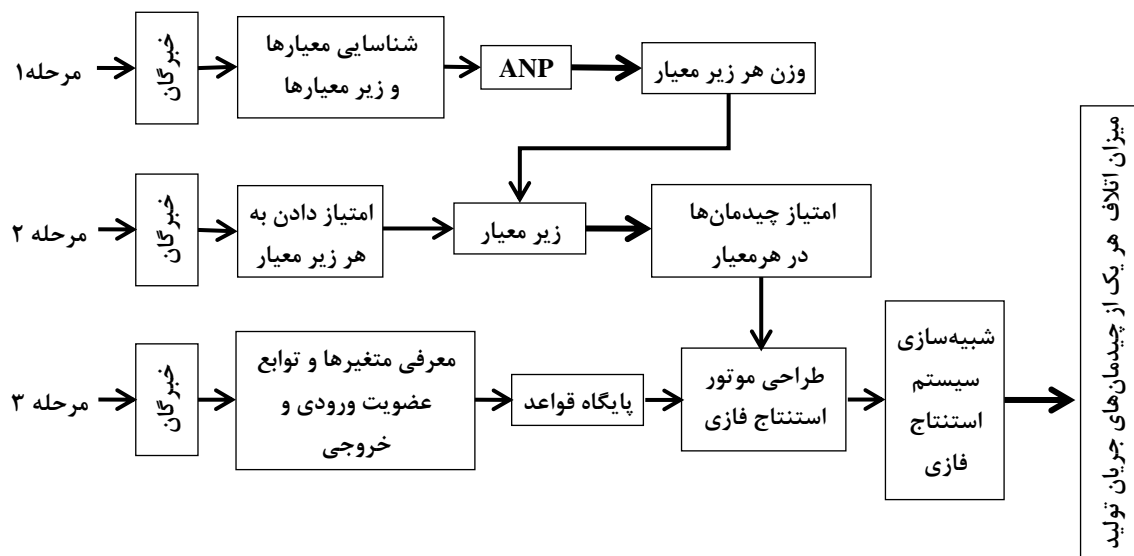 مرحله۱
خبرگان
شناسایی معیارها
و زیر معیارها
ANP
وزن هر زیر معیار
مرحله ۲
خبرگان
امتیاز دادن به
هر زیر معیار
زیر معیار
امتیاز چیدمان‌ها
در هرمعیار
مرحله ۳
خبرگان
معرفی متغیرها و توابع
عضویت ورودی و
خروجی
پایگاه قواعد
طراحی موتور
استنتاج فازی
شبیه‌سازی
سیستم
استنتاج
فازی
میزان اتلاف هر یک از چیدمان‌های جریان تولید